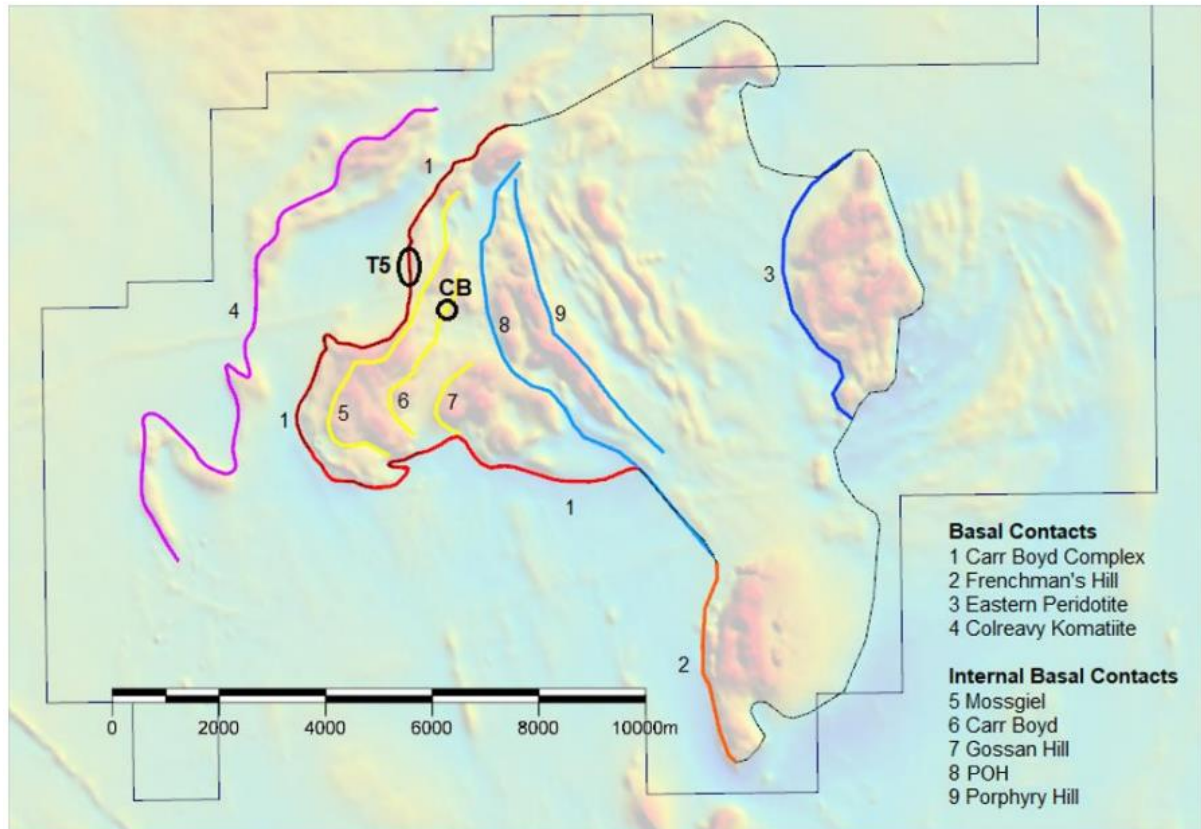 1
T5
CB
3
4
8
9
1
5
6
7
1
2
0 2000 4000 6000 8000 10000m
Basal Contacts
1 Carr Boyd Complex
2 Frenchman's Hill
3 Eastern Peridotite
4 Colreavy Komatiite
Internal Basal Contacts
5 Mossgiel
6 Carr Boyd
7 Gossan Hill
8 POH
9 Porphyry Hill